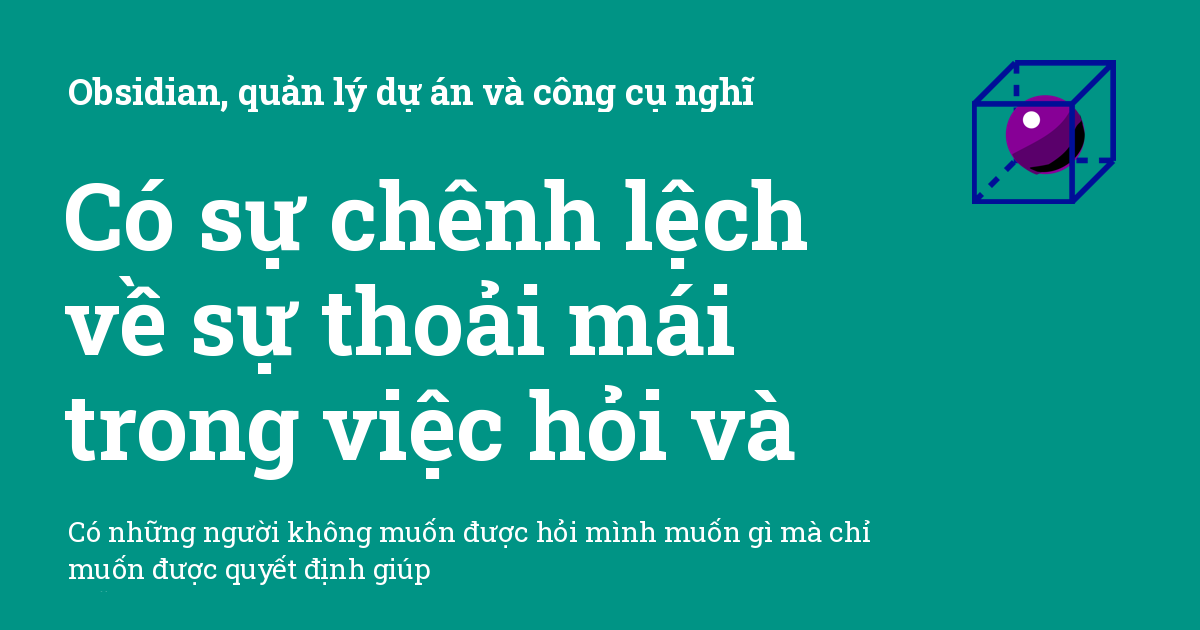 Obsidian, quản lý dự án và công cụ nghĩ
Có sự chênh lệch
về sự thoải mái
trong việc hỏi và
Có những người không muốn được hỏi mình muốn gì mà chỉ
muốn được quyết định giúp